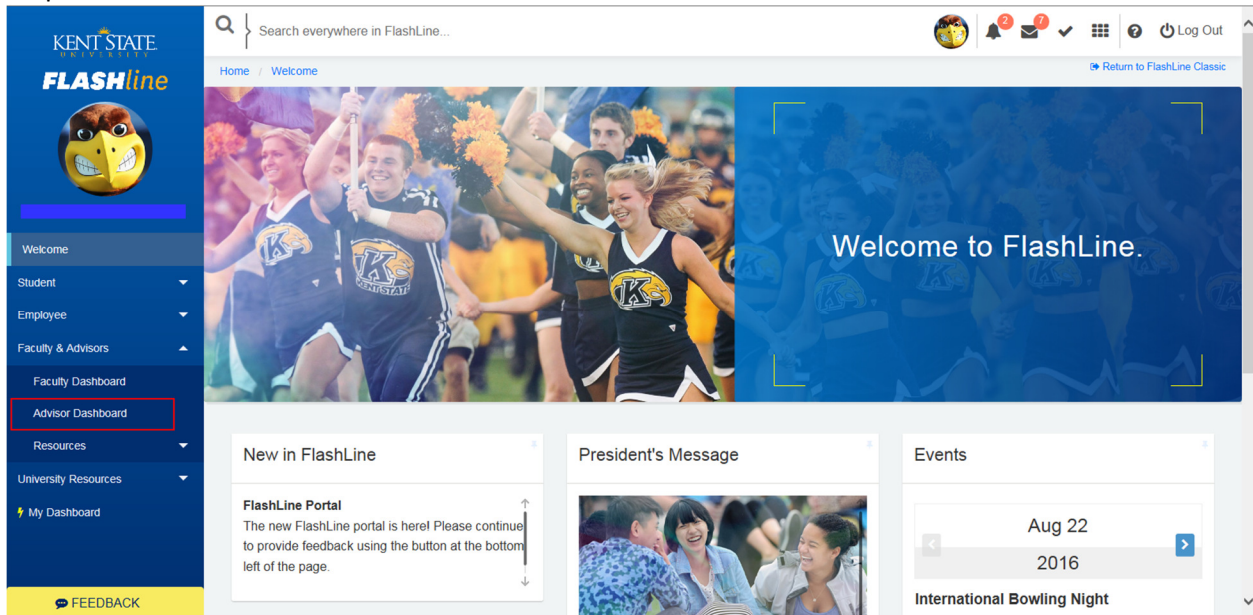 KENT STATE
UNIVERSITY
FLASHline
Welcome
Student
Employee
Faculty & Advisors
Faculty Dashboard
Advisor Dashboard
Resources
University Resources
My Dashboard
FEEDBACK
Search everywhere in FlashLine...
2
7
Log Out
Home / Welcome
Return to FlashLine Classic
KENT STATE
Welcome to FlashLine.
New in FlashLine
FlashLine Portal
The new FlashLine portal is here! Please continue
to provide feedback using the button at the bottom
left of the page.
President's Message
Events
Aug 22
2016
International Bowling Night